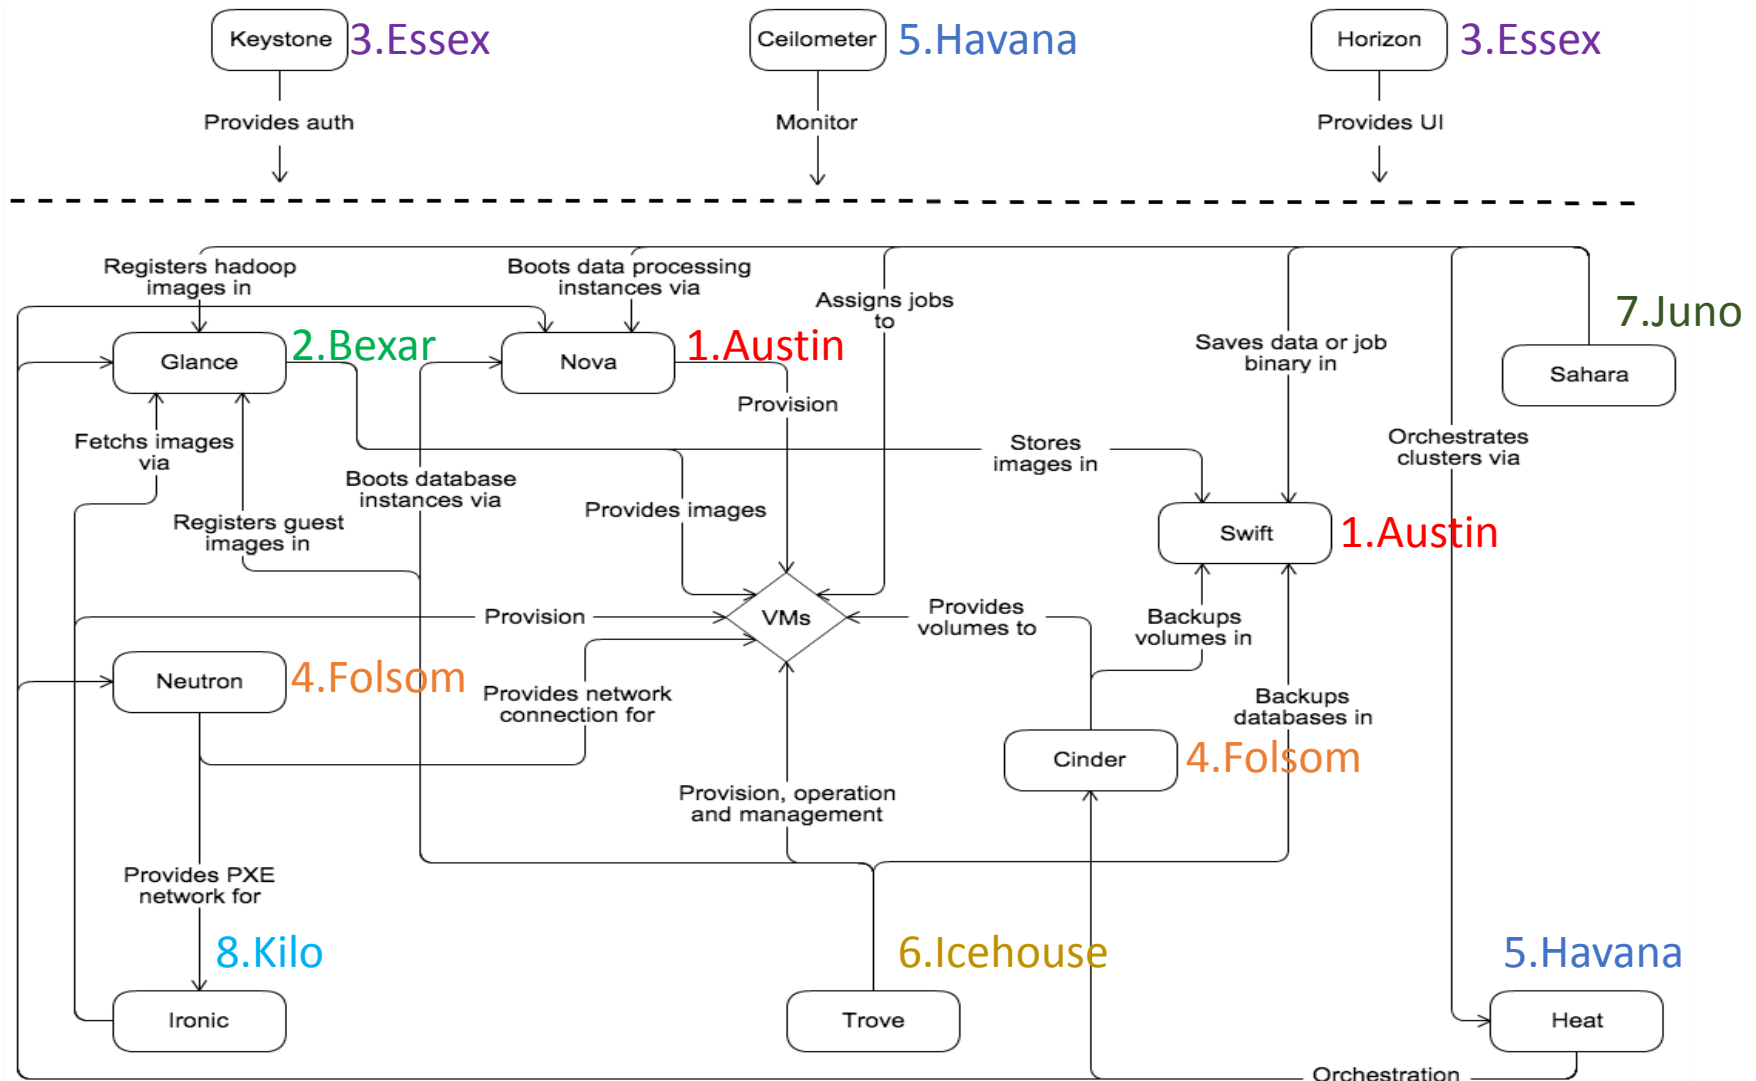 Keystone
3.Essex
Ceilometer
5.Havana
Horizon
3.Essex
Provides auth
Monitor
Provides UI
Registers hadoop
images in
Boots data processing
instances via
Assigns jobs
to
7.Juno
Glance
2.Bexar
Nova
1.Austin
Saves data or job
binary in
Sahara
Provision
Fetchs images
via
Stores
images in
Orchestrates
clusters via
Boots database
instances via
Provides images
Registers guest
images in
Swift
1.Austin
Provision
VMs
Provides
volumes to
Backups
volumes in
Neutron
4.Folsom
Provides network
connection for
Backups
databases in
Cinder
4.Folsom
Provision, operation
and management
Provides PXE
network for
8.Kilo
6.Icehouse
5.Havana
Ironic
Trove
Heat
Orchestration